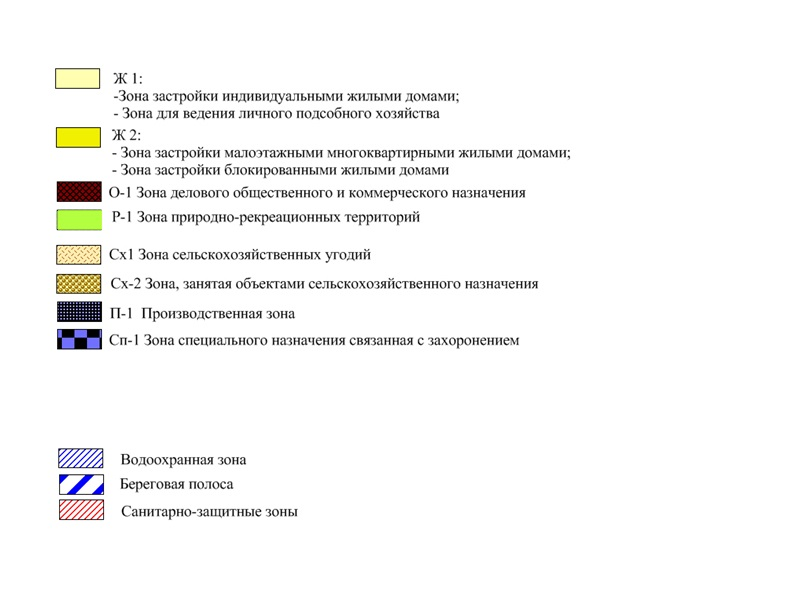 Ж 1:
-Зона застройки индивидуальными жилыми домами;
- Зона для ведения личного подсобного хозяйства
Ж 2:
- Зона застройки малоэтажными многоквартирными жилыми домами;
- Зона застройки блокированными жилыми домами
О-1 Зона делового общественного и коммерческого назначения
Р-1 Зона природно-рекреационных территорий
Сх1 Зона сельскохозяйственных угодий
Сх-2 Зона, занятая объектами сельскохозяйственного назначения
П-1  Производственная зона
Сп-1 Зона специального назначения связанная с захоронением
Водоохранная зона
Береговая полоса
Санитарно-защитные зоны